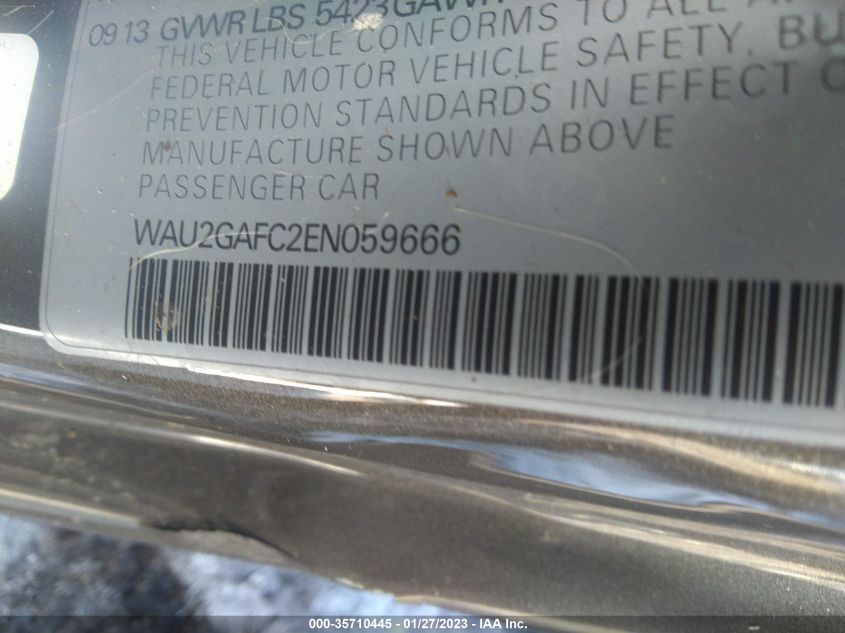 09 13 GVWR LBS 5423 GAWR
THIS VEHICLE CONFORMS TO ALL
FEDERAL MOTOR VEHICLE SAFETY,
PREVENTION STANDARDS IN EFFECT
MANUFACTURE SHOWN ABOVE
PASSENGER CAR
WAU2GAFC2EN059666
000-35710445 - 01/27/2023 - IAA Inc.